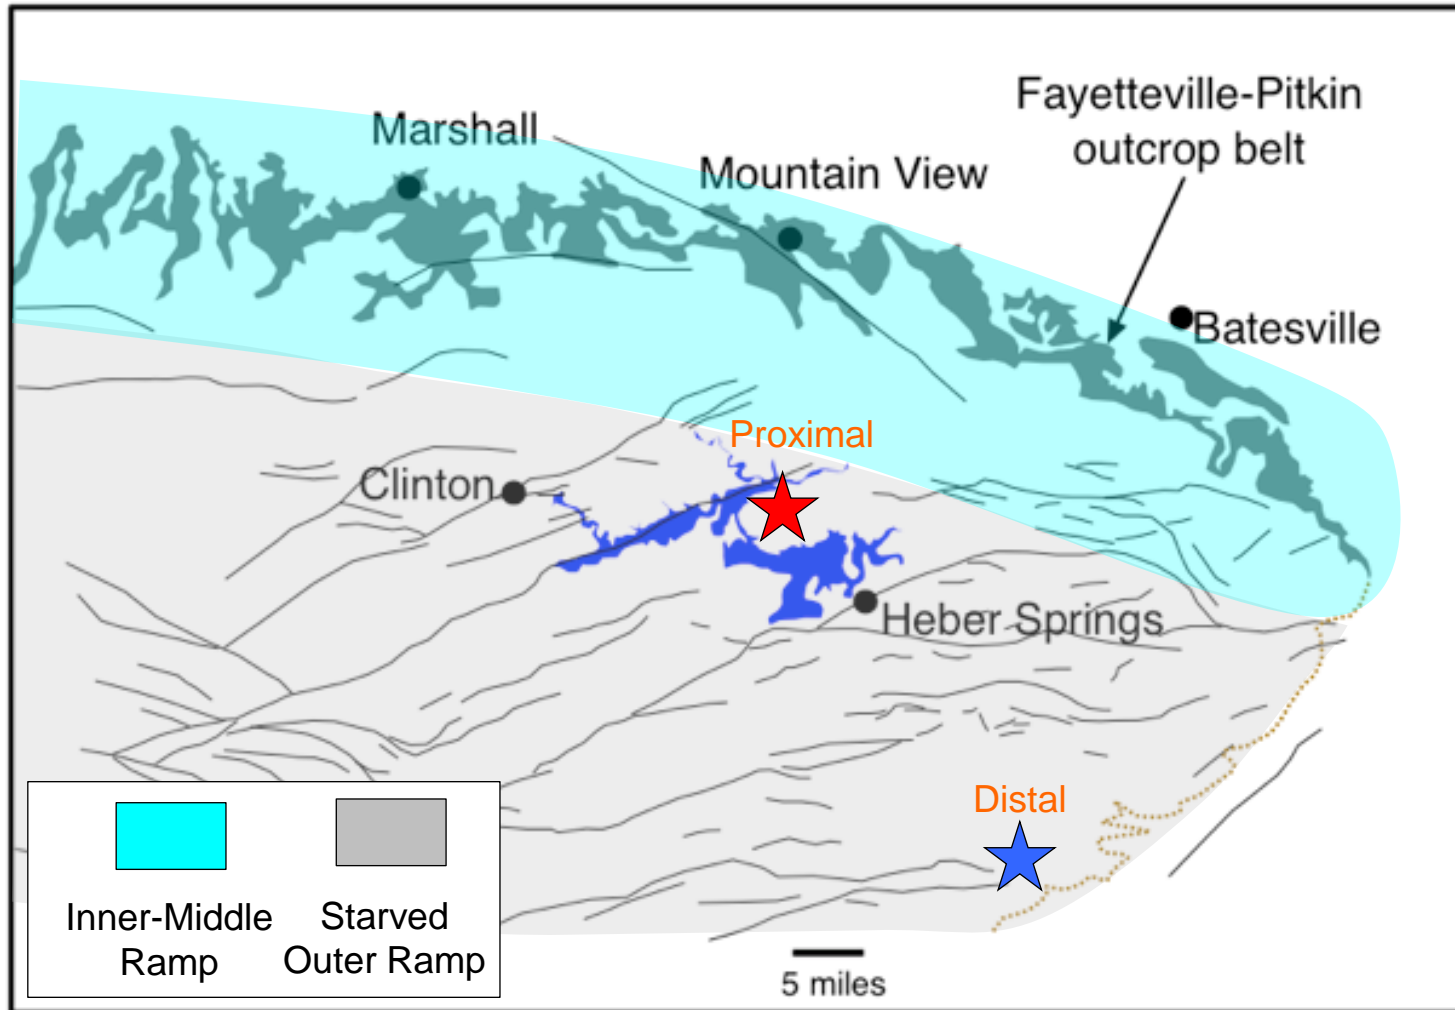 Fayetteville-Pitkin
outcrop belt
Marshall
Mountain View
Batesville
Proximal
Clinton
Heber Springs
Distal
Inner-Middle
Ramp
Starved
Outer Ramp
5 miles